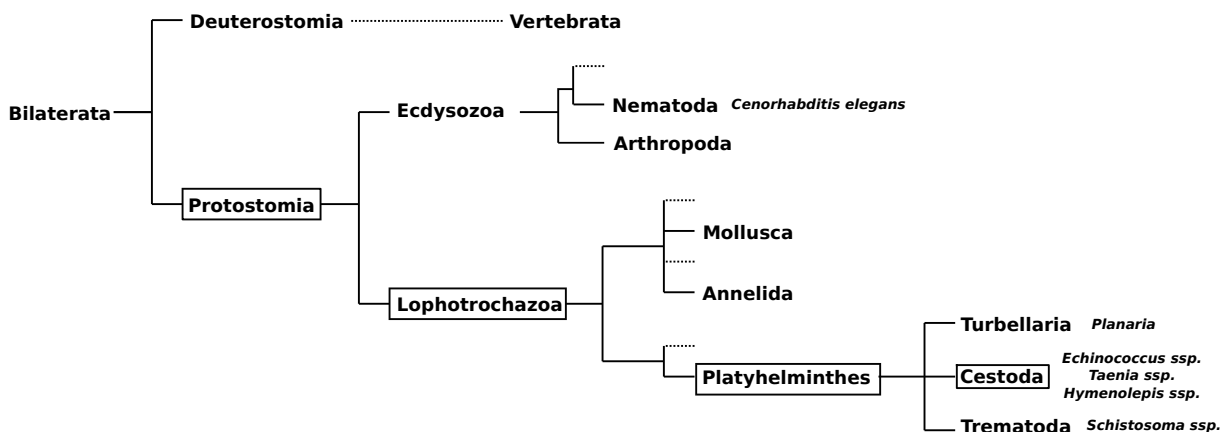 Deuterostomia Vertebrata
Bilaterata
Ecdysozoa
Nematoda Cenorhabditis elegans
Arthropoda
Protostomia
Mollusca
Lophotrochazoa
Annelida
Turbellaria Planaria
Platyhelminthes
Cestoda
Echinococcus ssp.
Taenia ssp.
Hymenolepis ssp.
Trematoda Schistosoma ssp.